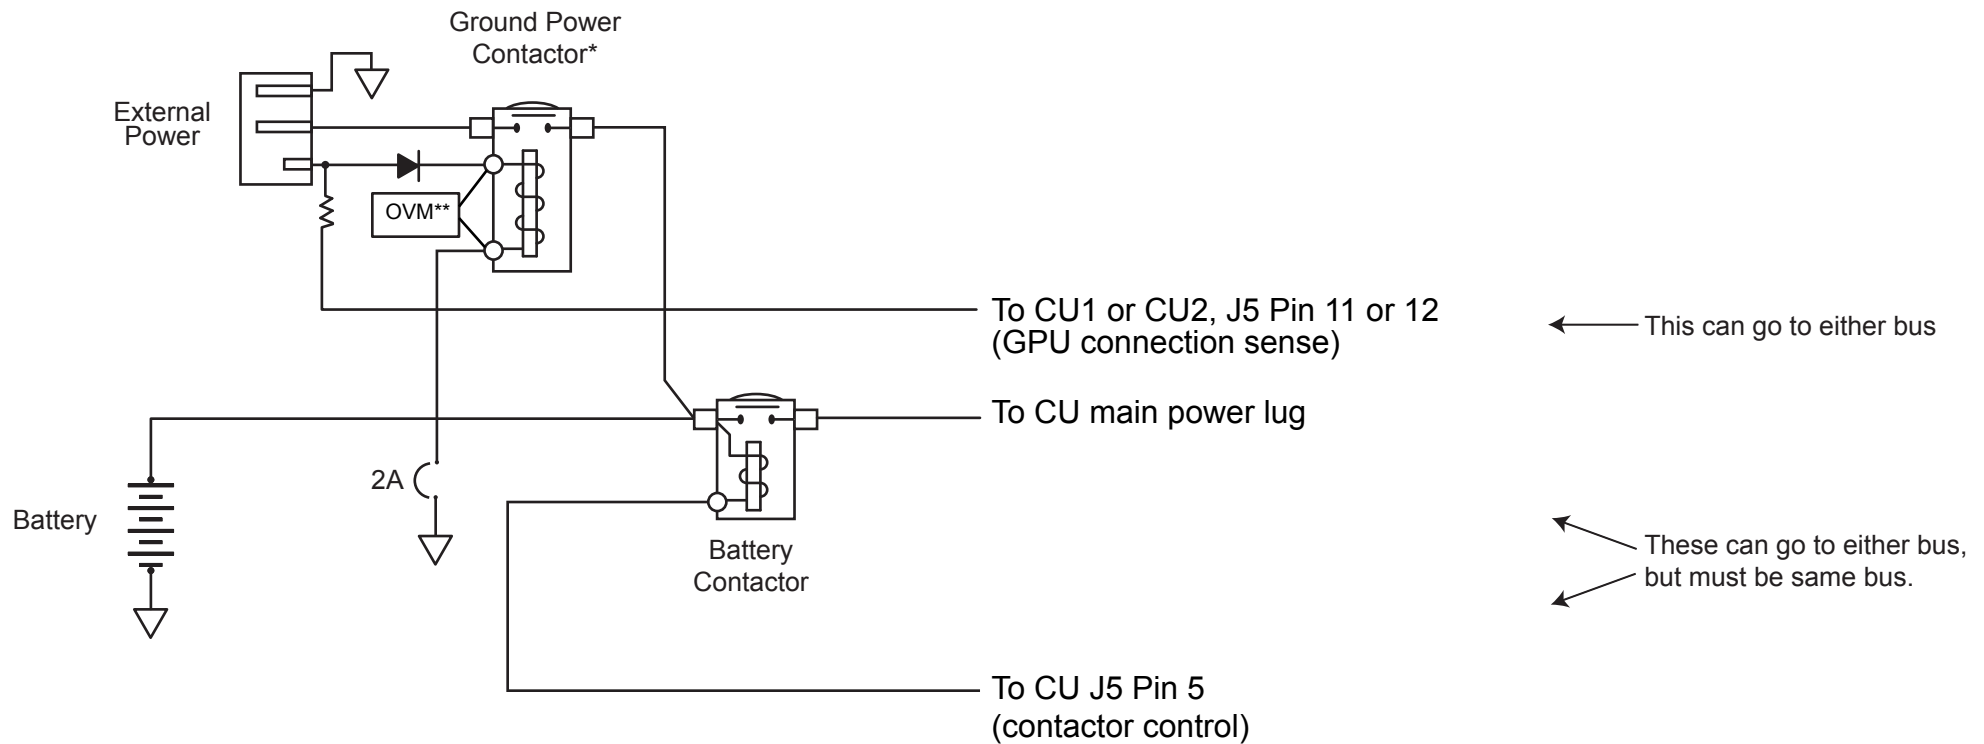 Ground Power
Contactor*
External
Power
OVM**
To CU1 or CU2, J5 Pin 11 or 12
(GPU connection sense)
This can go to either bus
To CU main power lug
2A
Battery
Battery
Contactor
These can go to either bus,
but must be same bus.
To CU J5 Pin 5
(contactor control)